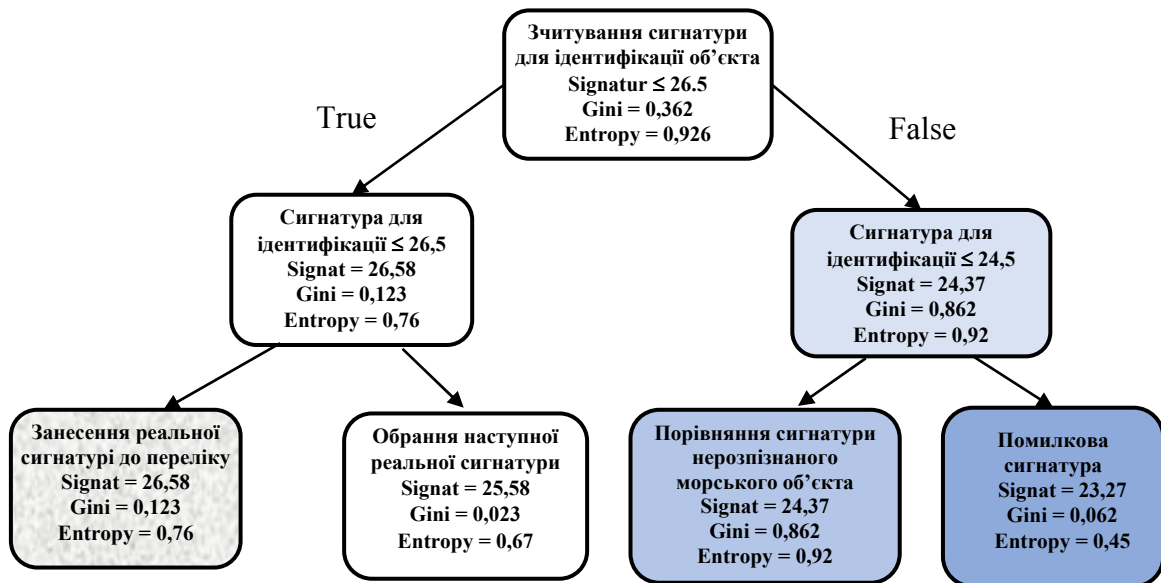 Зчитування сигнатури
для ідентифікації об’єкта
Signatur ≤ 26.5
Gini = 0,362
Entropy = 0,926
True
False
Сигнатура для
ідентифікації ≤ 26,5
Signat = 26,58
Gini = 0,123
Entropy = 0,76
Сигнатура для
ідентифікації ≤ 24,5
Signat = 24,37
Gini = 0,862
Entropy = 0,92
Занесення реальної
сигнатурі до переліку
Signat = 26,58
Gini = 0,123
Entropy = 0,76
Обрання наступної
реальної сигнатури
Signat = 25,58
Gini = 0,023
Entropy = 0,67
Порівняння сигнатури
нерозпізнаного
морського об’єкта
Signat = 24,37
Gini = 0,862
Entropy = 0,92
Помилкова
сигнатура
Signat = 23,27
Gini = 0,062
Entropy = 0,45